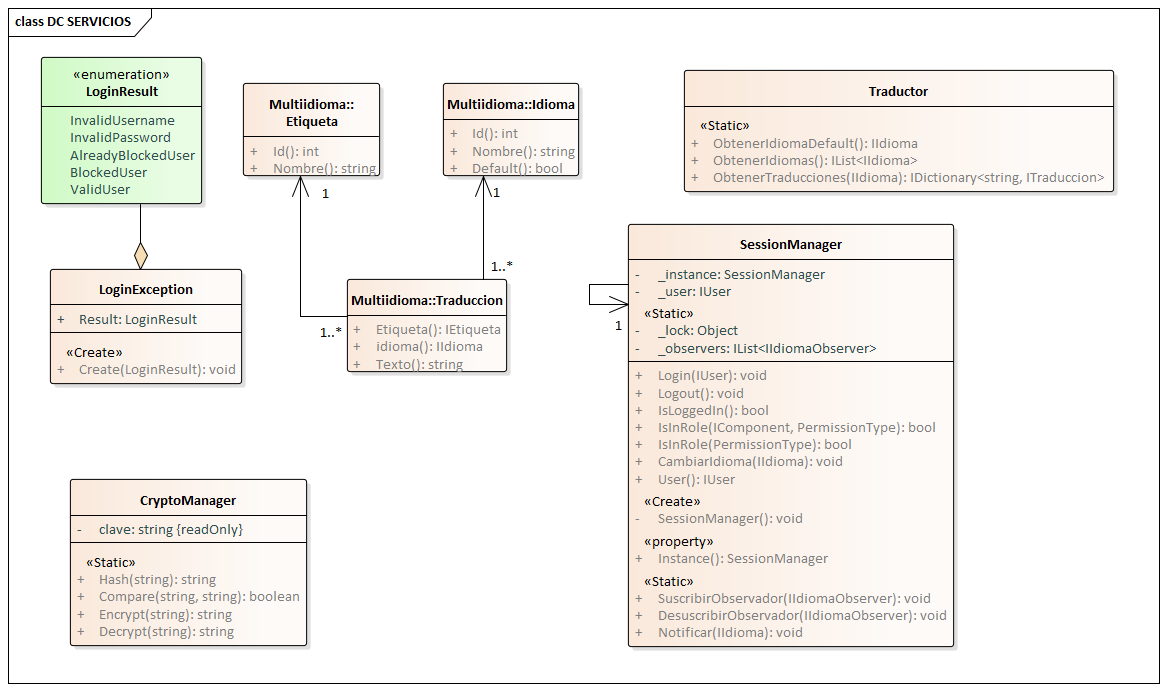 class DC SERVICIOS
«enumeration»
LoginResult
InvalidUsername
InvalidPassword
AlreadyBlockedUser
BlockedUser
ValidUser
Multiidioma::
Etiqueta
+ Id(): int
+ Nombre(): string
Multiidioma::Idioma
+ Id(): int
+ Nombre(): string
+ Default(): bool
Traductor
«Static»
+ ObtenerIdiomaDefault(): IIdioma
+ ObtenerIdiomas(): IList<IIdioma>
+ ObtenerTraducciones(IIdioma): IDictionary<string, ITraduccion>
1
1
1..*
1..*
LoginException
+ Result: LoginResult
«Create»
+ Create(LoginResult): void
Multiidioma::Traduccion
+ Etiqueta(): IEtiqueta
+ idioma(): IIdioma
+ Texto(): string
SessionManager
- _instance: SessionManager
- _user: IUser
«Static»
- _lock: Object
- _observers: IList<IIdiomaObserver>
+ Login(IUser): void
+ Logout(): void
+ IsLoggedIn(): bool
+ IsInRole(IComponent, PermissionType): bool
+ IsInRole(PermissionType): bool
+ CambiarIdioma(IIdioma): void
+ User(): IUser
«Create»
- SessionManager(): void
«property»
+ Instance(): SessionManager
«Static»
+ SuscribirObservador(IIdiomaObserver): void
+ DesuscribirObservador(IIdiomaObserver): void
+ Notificar(IIdioma): void
1
CryptoManager
- clave: string {readOnly}
«Static»
+ Hash(string): string
+ Compare(string, string): boolean
+ Encrypt(string): string
+ Decrypt(string): string